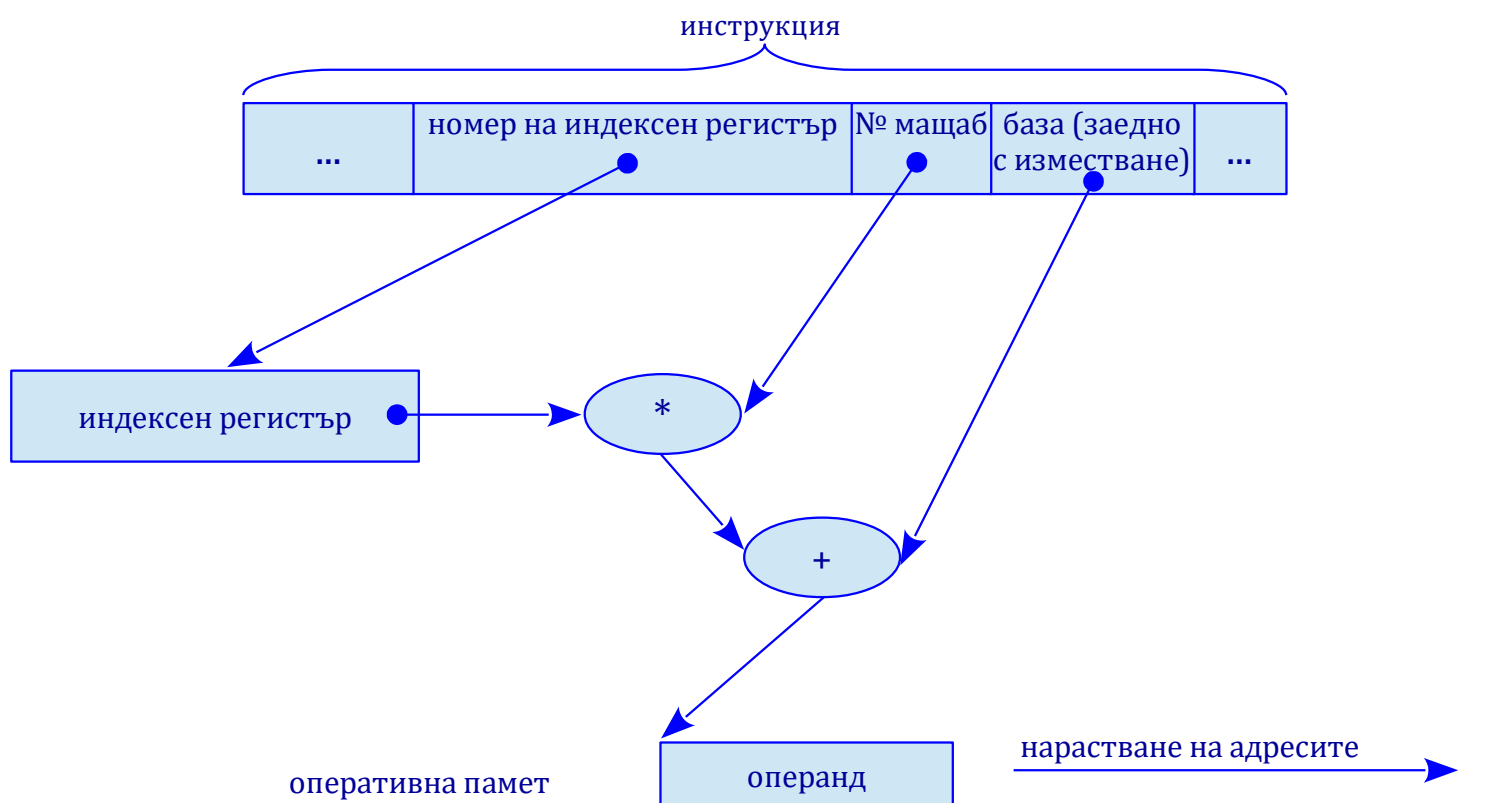 инструкция
... номер на индексен регистър № мащаб база (заедно с изместване) ...
индексен регистър
*
+
нарастване на адресите
оперативна памет
операнд